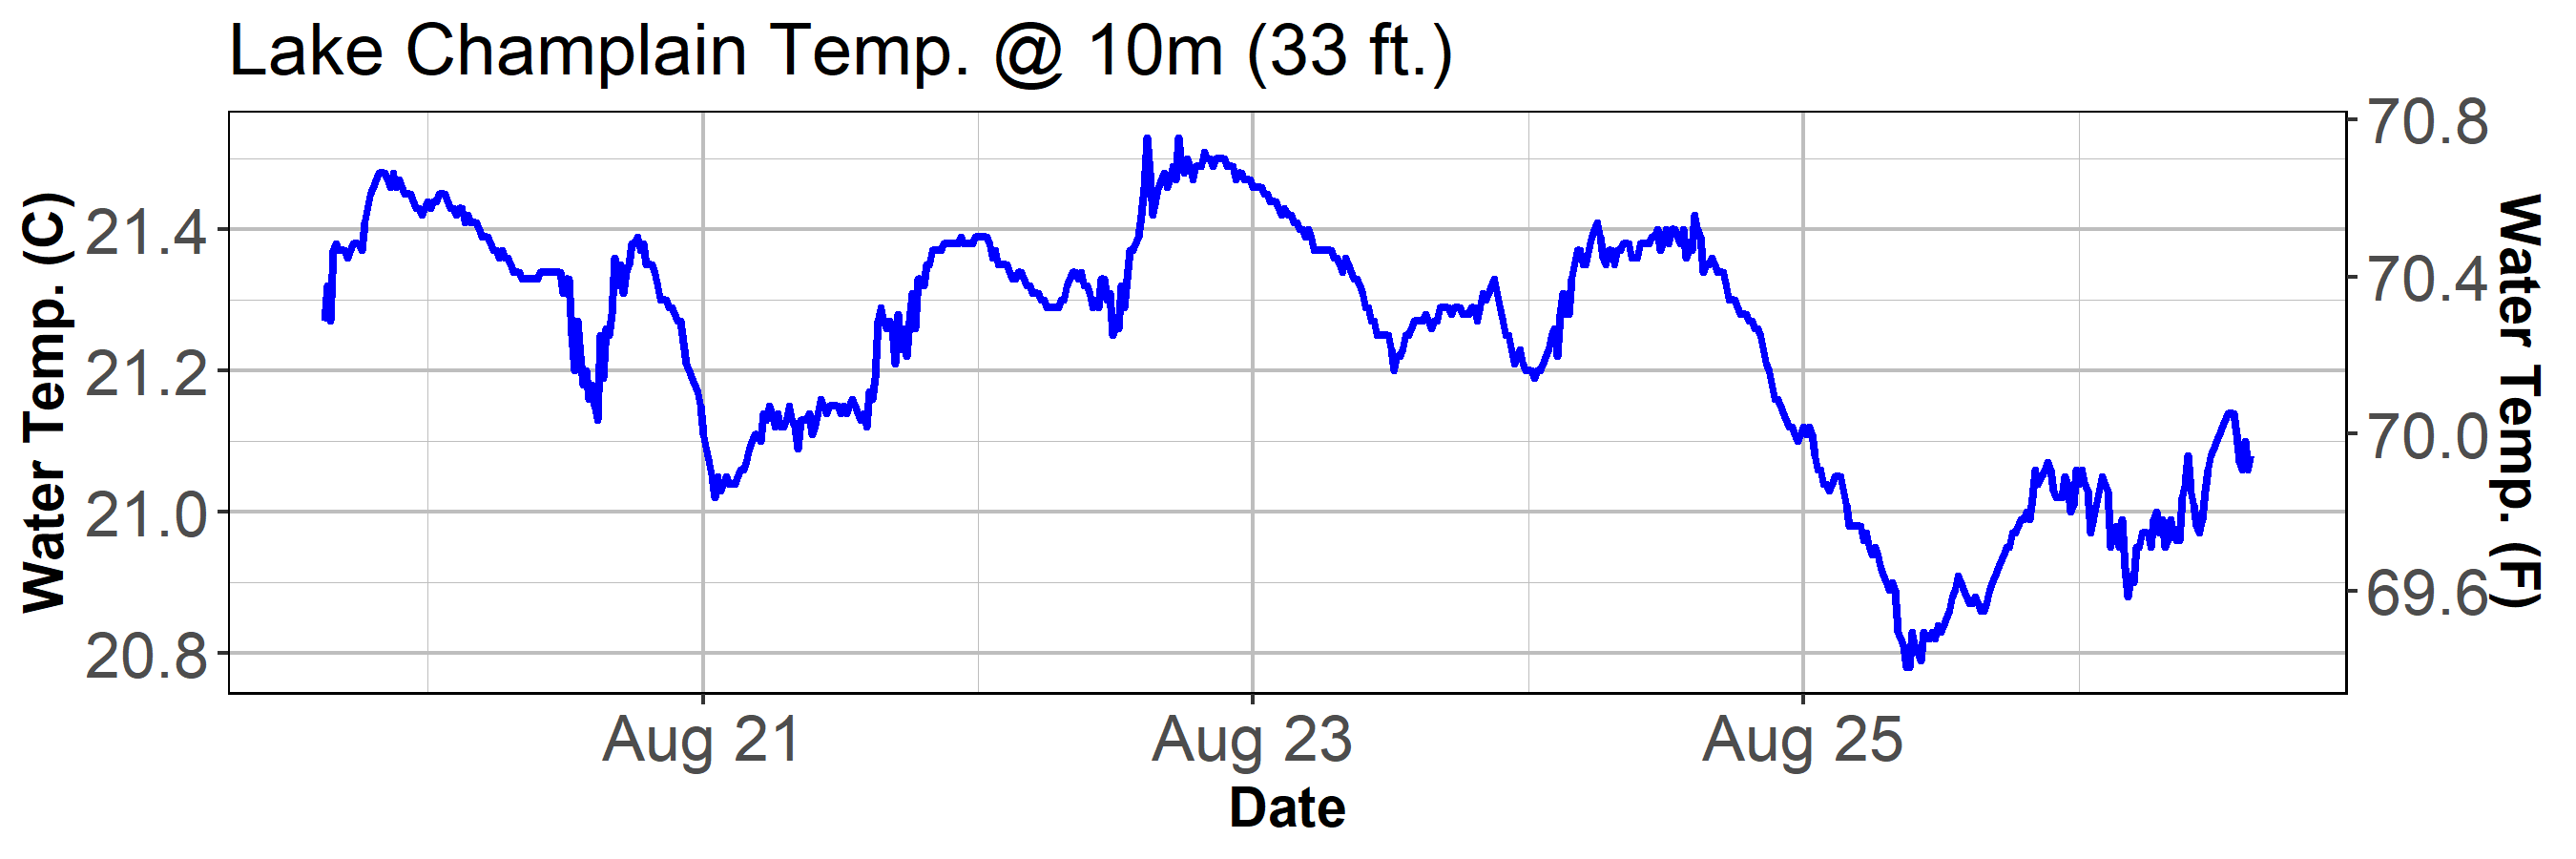 Lake Champlain Temp. @ 10m (33 ft.)
Water Temp. (C)
21.4
21.2
21.0
20.8
70.8
70.4
70.0
69.6
Water Temp. (F)
Aug 21
Aug 23
Aug 25
Date